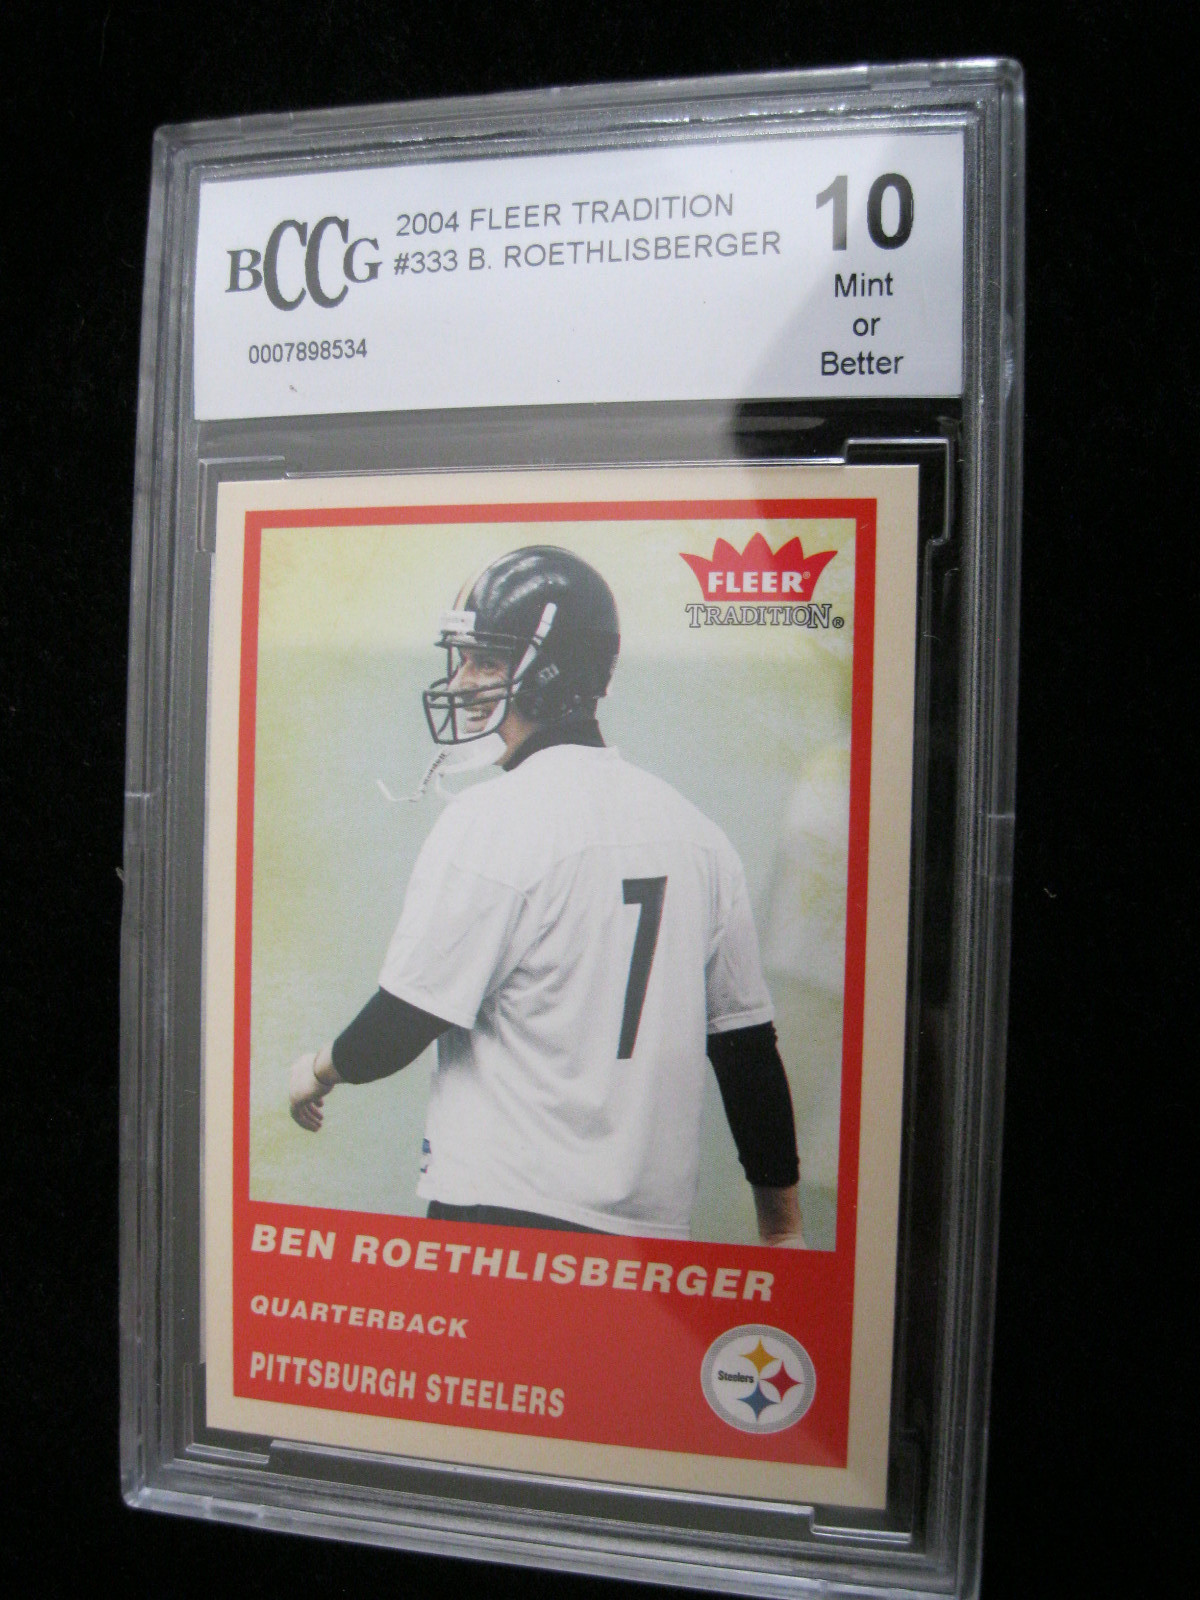 BCCG
2004 FLEER TRADITION
#333 B. ROETHLISBERGER
10
Mint
or
Better
0007898534
FLEER®
TRADITION®
7
BEN ROETHLISBERGER
QUARTERBACK
PITTSBURGH STEELERS
Steelers